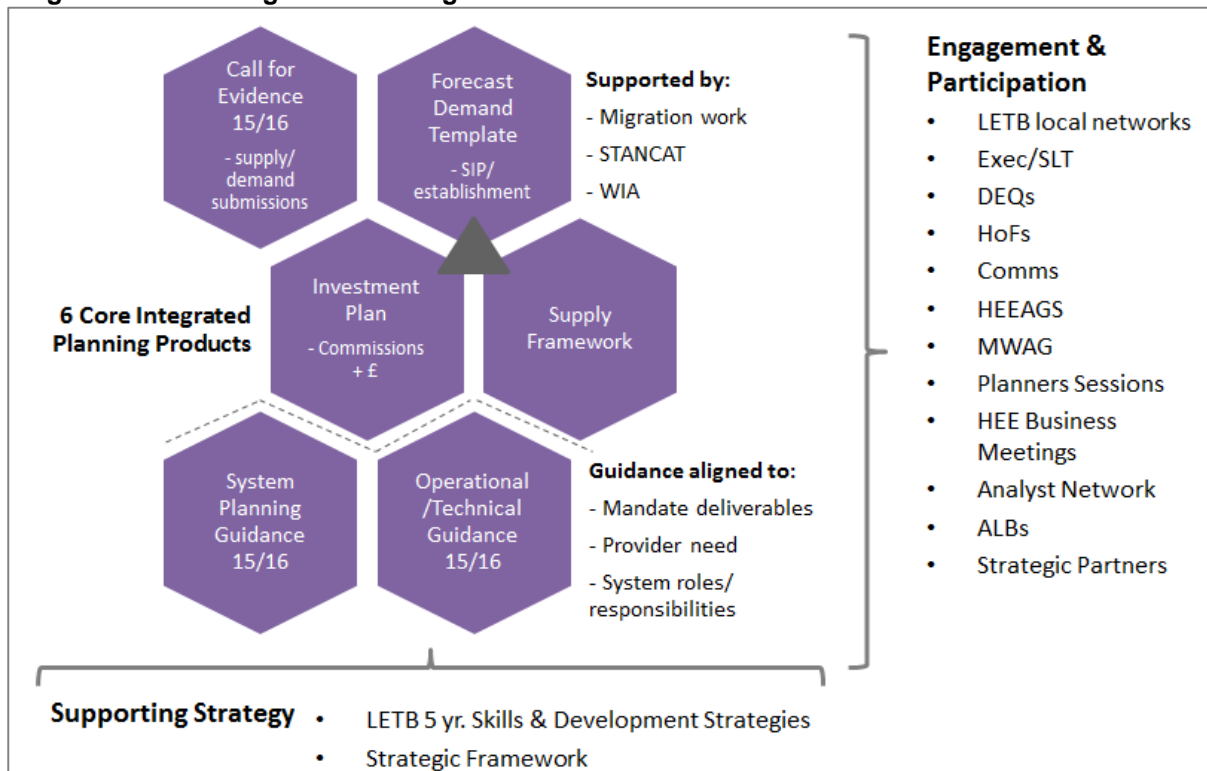 Call for
Evidence
15/16
- supply/
demand
submissions
Forecast
Demand
Template
- SIP/
establishment
Supported by:
- Migration work
- STANCAT
- WIA
6 Core Integrated
Planning Products
Investment
Plan
- Commissions
+ £
Supply
Framework
System
Planning
Guidance
15/16
Operational
/Technical
Guidance
15/16
Guidance aligned to:
- Mandate deliverables
- Provider need
- System roles/
responsibilities
Engagement &
Participation
• LETB local networks
• Exec/SLT
• DEQs
• HoFs
• Comms
• HEEAGS
• MWAG
• Planners Sessions
• HEE Business
Meetings
• Analyst Network
• ALBs
• Strategic Partners
Supporting Strategy
• LETB 5 yr. Skills & Development Strategies
• Strategic Framework